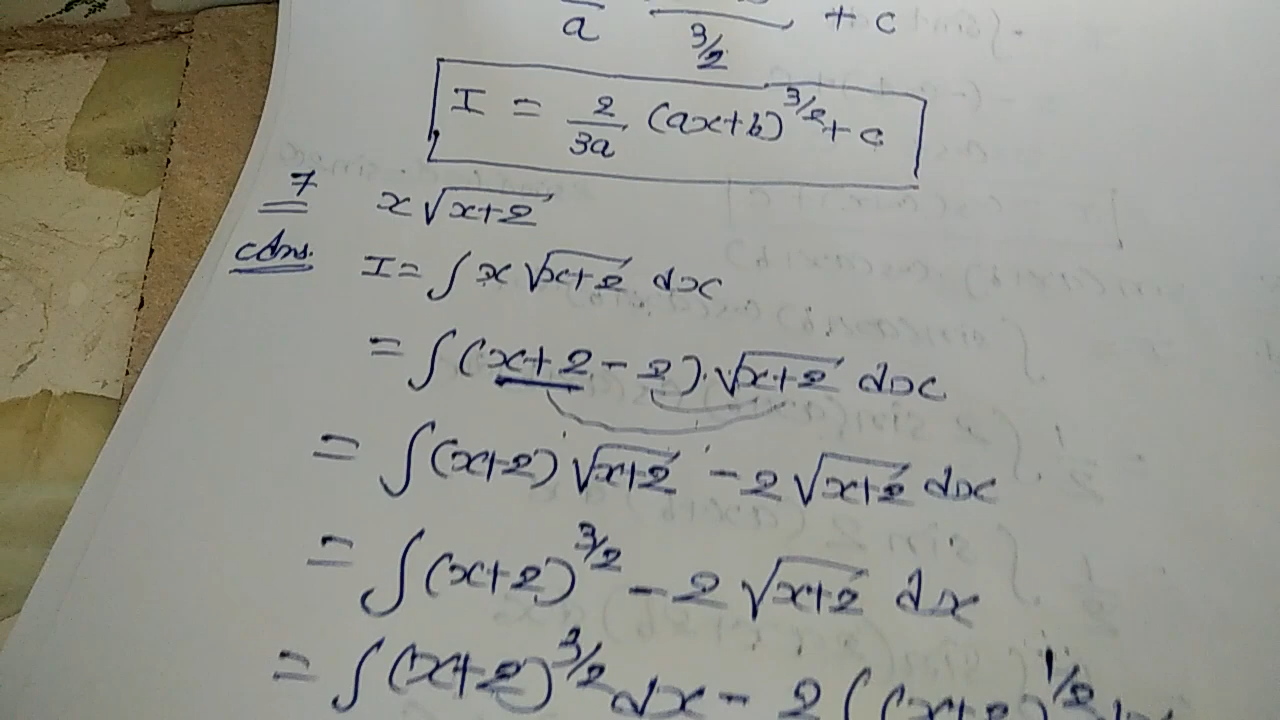 a 3/2 + c
I = 2/3a (ax+b)^3/2 + c
7 x√x+2
Ans. I = ∫ x √x+2 dx
= ∫ (x+2 - 2) . √x+2 dx
= ∫ (x+2) √x+2 - 2 √x+2 dx
= ∫ (x+2)^3/2 - 2 √x+2 dx
= ∫ (x+2)^3/2 dx - 2 ∫ (x+2)^1/2 dx